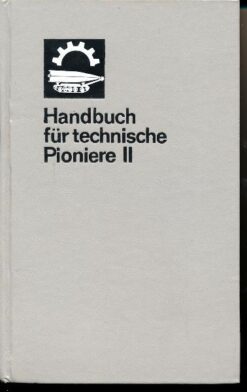 Handbuch
für technische
Pioniere II